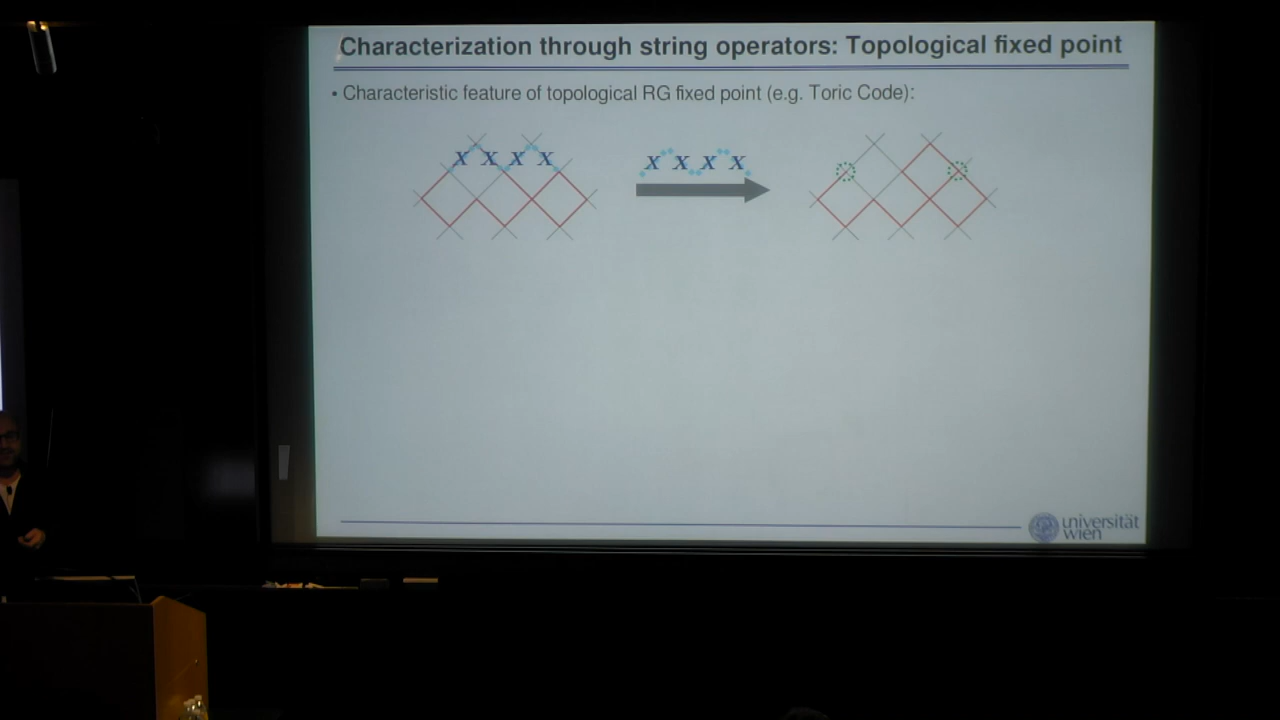 Characterization through string operators: Topological fixed point
• Characteristic feature of topological RG fixed point (e.g. Toric Code):
X X X X
X X X X
universität
wien